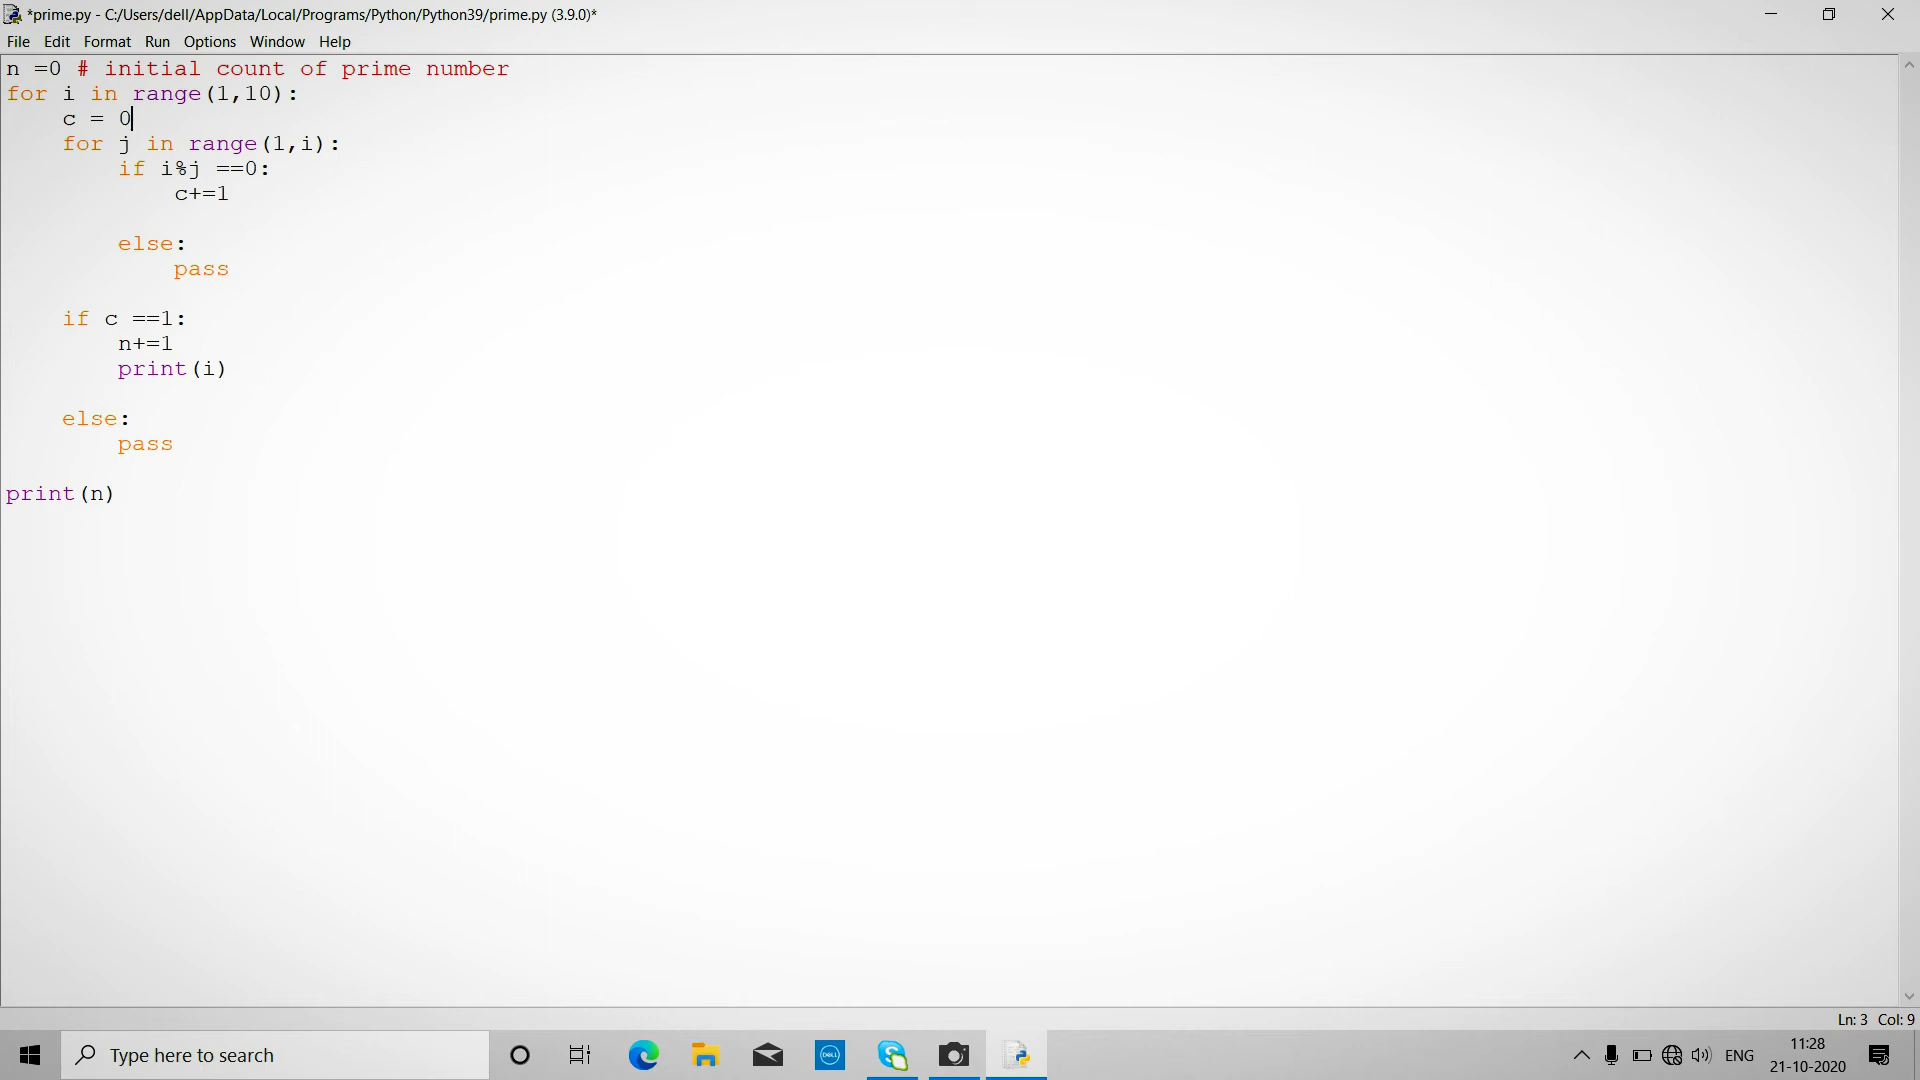 *prime.py - C:/Users/dell/AppData/Local/Programs/Python/Python39/prime.py (3.9.0)*
File Edit Format Run Options Window Help
n =0 # initial count of prime number
for i in range(1,10):
    c = 0
    for j in range(1,i):
        if i%j ==0:
            c+=1
        else:
            pass
    if c ==1:
        n+=1
        print(i)
    else:
        pass
print(n)
Ln: 3 Col: 9
Type here to search
DELL
ENG
11:28
21-10-2020